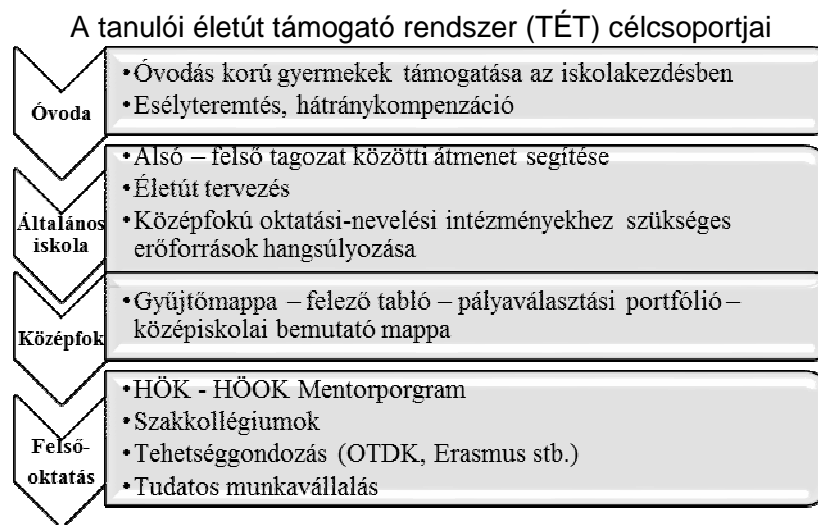 A tanulói életút támogató rendszer (TÉT) célcsoportjai
Óvoda
•Óvodás korú gyermekek támogatása az iskolakezdésben
•Esélyteremtés, hátránykompenzáció
Általános
iskola
•Alsó – felső tagozat közötti átmenet segítése
•Életút tervezés
•Középfokú oktatási-nevelési intézményekhez szükséges
erőforrások hangsúlyozása
Középfok
•Gyűjtőmappa – felező tabló – pályaválasztási portfólió –
középiskolai bemutató mappa
Felső-
oktatás
•HÖK - HÖOK Mentorporgram
•Szakkollégiumok
•Tehetséggondozás (OTDK, Erasmus stb.)
•Tudatos munkavállalás